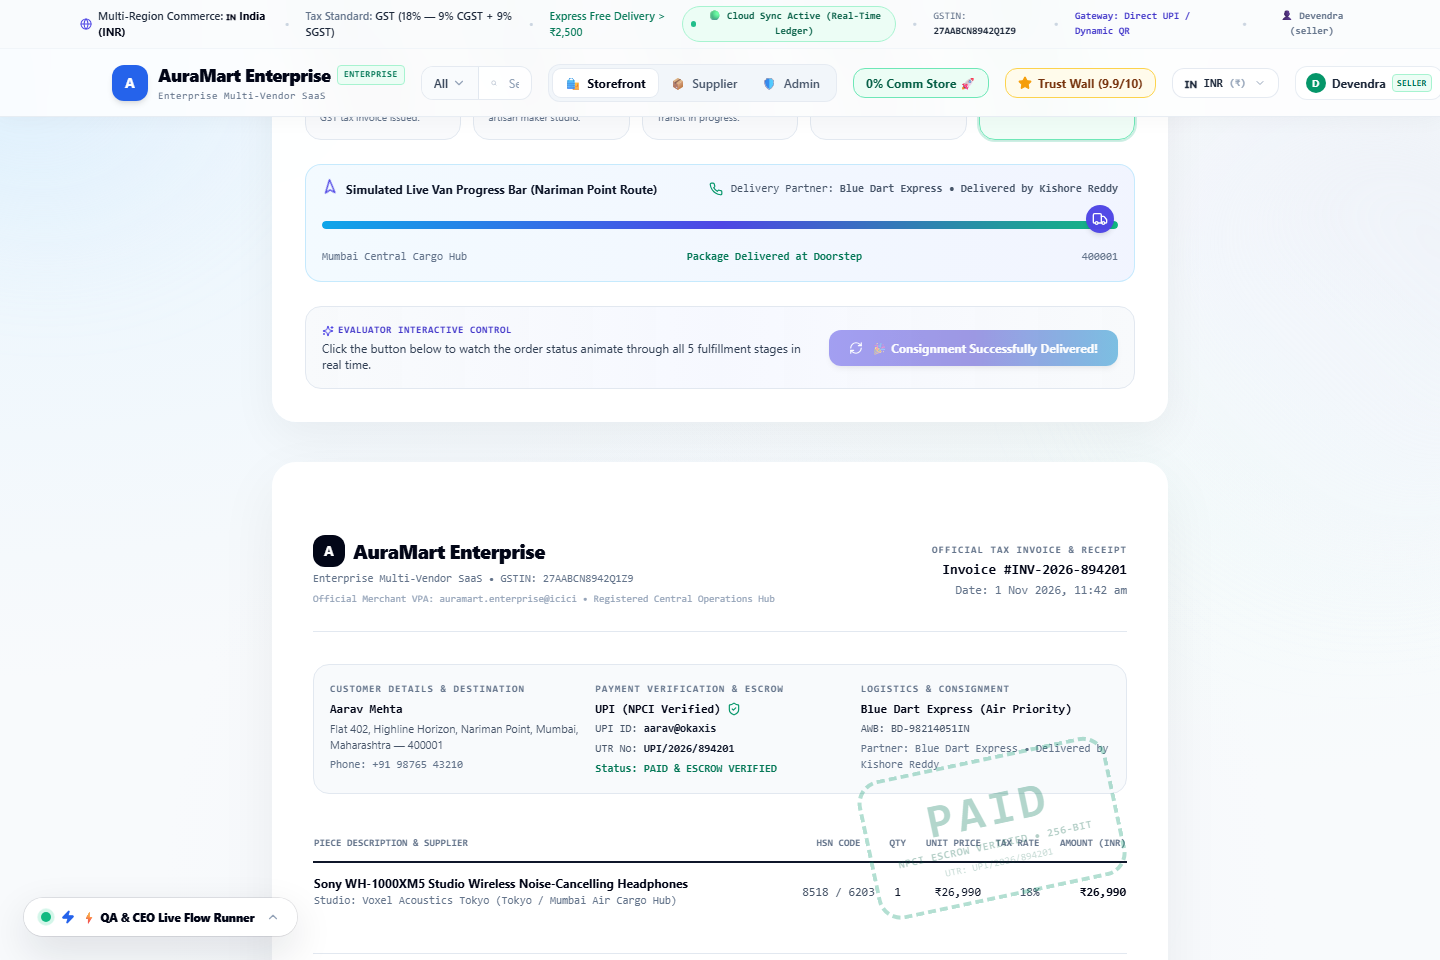 Multi-Region Commerce: IN India (INR)
Tax Standard: GST (18% — 9% CGST + 9% SGST)
Express Free Delivery > ₹2,500
Cloud Sync Active (Real-Time Ledger)
GSTIN: 27AABCN8942Q1Z9
Gateway: Direct UPI / Dynamic QR
Devendra (seller)
A
AuraMart Enterprise
ENTERPRISE
Enterprise Multi-Vendor SaaS
All
Se
Storefront
Supplier
Admin
0% Comm Store 🚀
Trust Wall (9.9/10)
IN INR (₹)
D
Devendra
SELLER
GST tax invoice issued.
artisan maker studio.
Transit in progress.
Simulated Live Van Progress Bar (Nariman Point Route)
Delivery Partner: Blue Dart Express • Delivered by Kishore Reddy
Mumbai Central Cargo Hub
Package Delivered at Doorstep
400001
EVALUATOR INTERACTIVE CONTROL
Click the button below to watch the order status animate through all 5 fulfillment stages in
real time.
🎉 Consignment Successfully Delivered!
A
AuraMart Enterprise
Enterprise Multi-Vendor SaaS • GSTIN: 27AABCN8942Q1Z9
Official Merchant VPA: auramart.enterprise@icici • Registered Central Operations Hub
OFFICIAL TAX INVOICE & RECEIPT
Invoice #INV-2026-894201
Date: 1 Nov 2026, 11:42 am
CUSTOMER DETAILS & DESTINATION
Aarav Mehta
Flat 402, Highline Horizon, Nariman Point, Mumbai,
Maharashtra — 400001
Phone: +91 98765 43210
PAYMENT VERIFICATION & ESCROW
UPI (NPCI Verified)
UPI ID: aarav@okaxis
UTR No: UPI/2026/894201
Status: PAID & ESCROW VERIFIED
LOGISTICS & CONSIGNMENT
Blue Dart Express (Air Priority)
AWB: BD-98214051IN
Partner: Blue Dart Express • Delivered by
Kishore Reddy
PAID
NPCI ESCROW VERIFIED • 256-BIT
UTR: UPI/2026/894201
PIECE DESCRIPTION & SUPPLIER
HSN CODE
QTY
UNIT PRICE
TAX RATE
AMOUNT (INR)
Sony WH-1000XM5 Studio Wireless Noise-Cancelling Headphones
Studio: Voxel Acoustics Tokyo (Tokyo / Mumbai Air Cargo Hub)
8518 / 6203
1
₹26,990
18%
₹26,990
QA & CEO Live Flow Runner